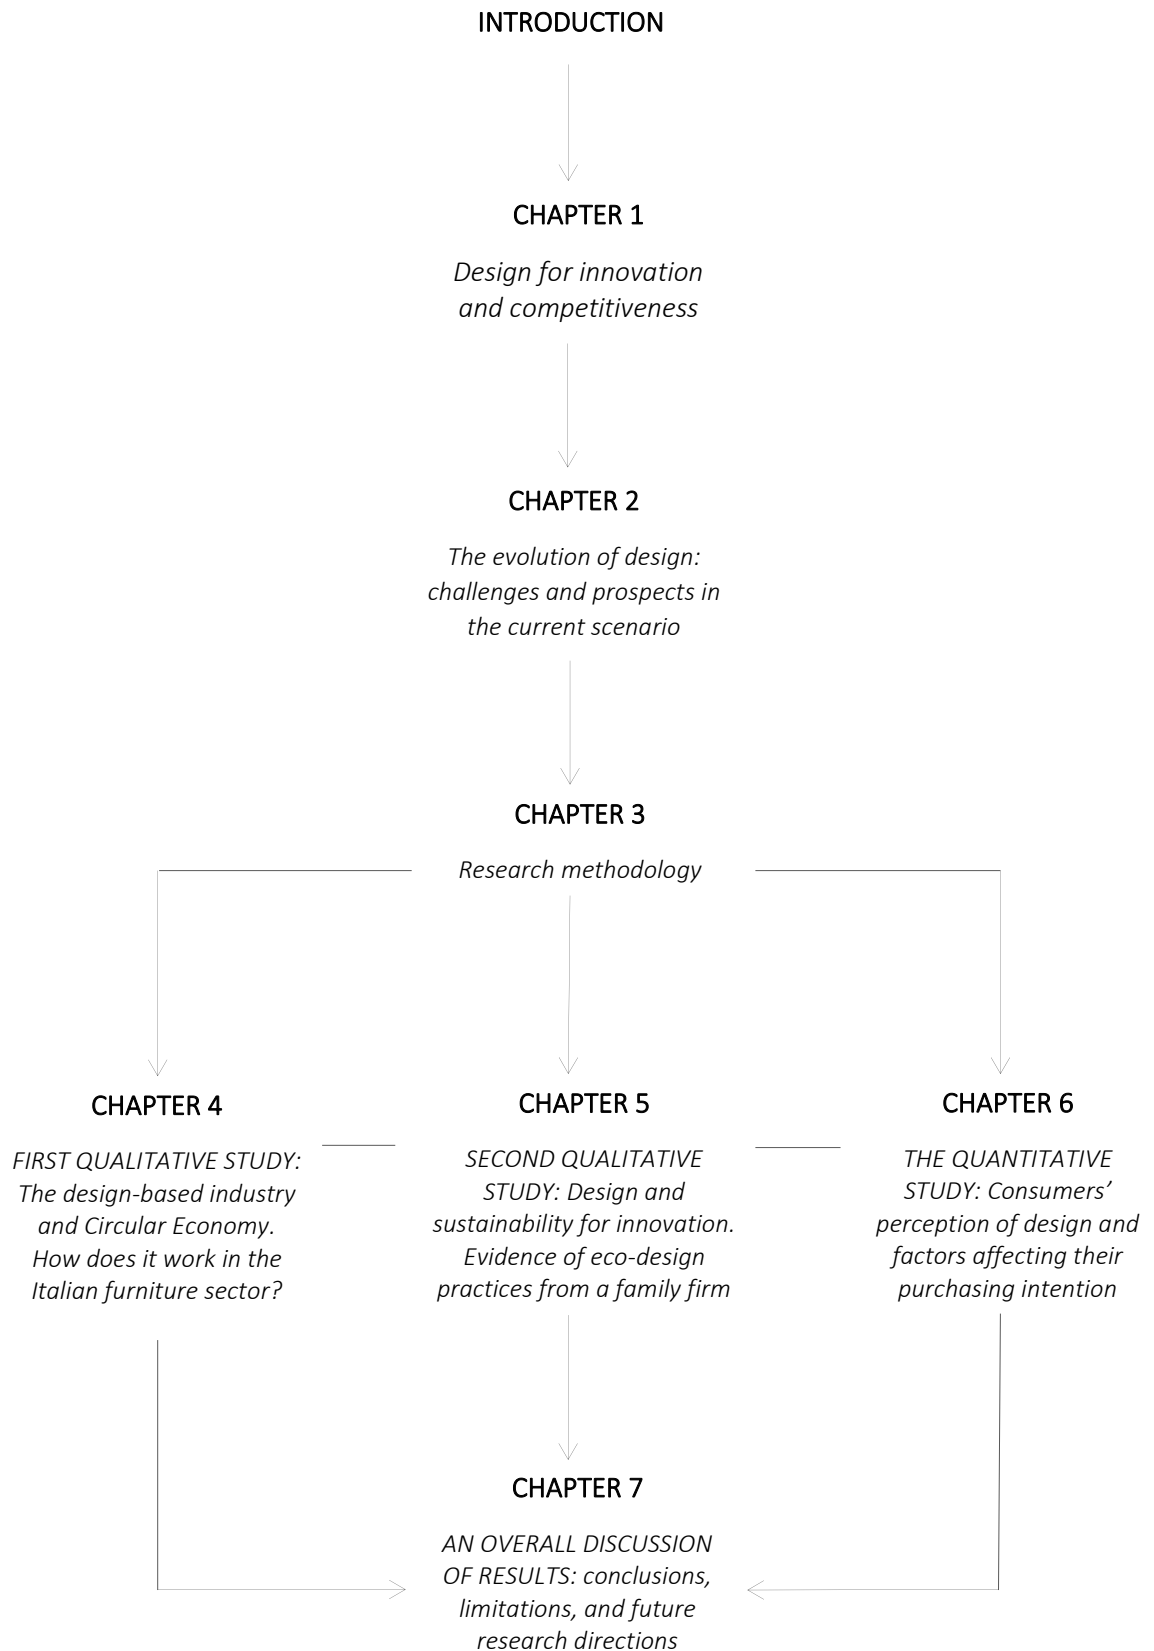 INTRODUCTION
CHAPTER 1
Design for innovation
and competitiveness
CHAPTER 2
The evolution of design:
challenges and prospects in
the current scenario
CHAPTER 3
Research methodology
CHAPTER 4
FIRST QUALITATIVE STUDY:
The design-based industry
and Circular Economy.
How does it work in the
Italian furniture sector?
CHAPTER 5
SECOND QUALITATIVE
STUDY: Design and
sustainability for innovation.
Evidence of eco-design
practices from a family firm
CHAPTER 6
THE QUANTITATIVE
STUDY: Consumers’
perception of design and
factors affecting their
purchasing intention
CHAPTER 7
AN OVERALL DISCUSSION
OF RESULTS: conclusions,
limitations, and future
research directions